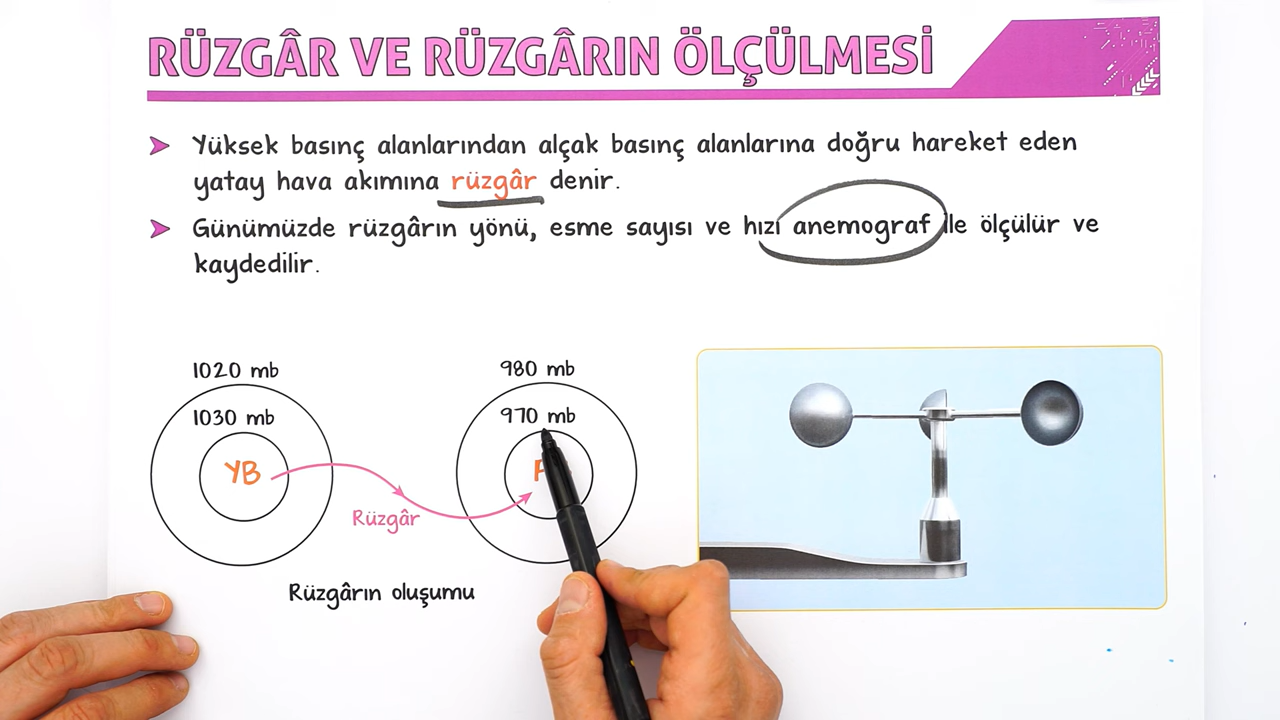 RÜZGÂR VE RÜZGÂRIN ÖLÇÜLMESİ
Yüksek basınç alanlarından alçak basınç alanlarına doğru hareket eden
yatay hava akımına rüzgâr denir.
Günümüzde rüzgârın yönü, esme sayısı ve hızı anemograf ile ölçülür ve
kaydedilir.
1020 mb
1030 mb
YB
980 mb
970 mb
Rüzgâr
Rüzgârın oluşumu